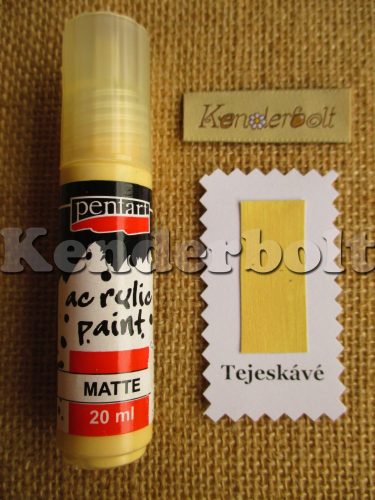 Kenderbolt
pentart
Kenderbolt
acrylic
paint
Tejeskávé
MATTE
20 ml